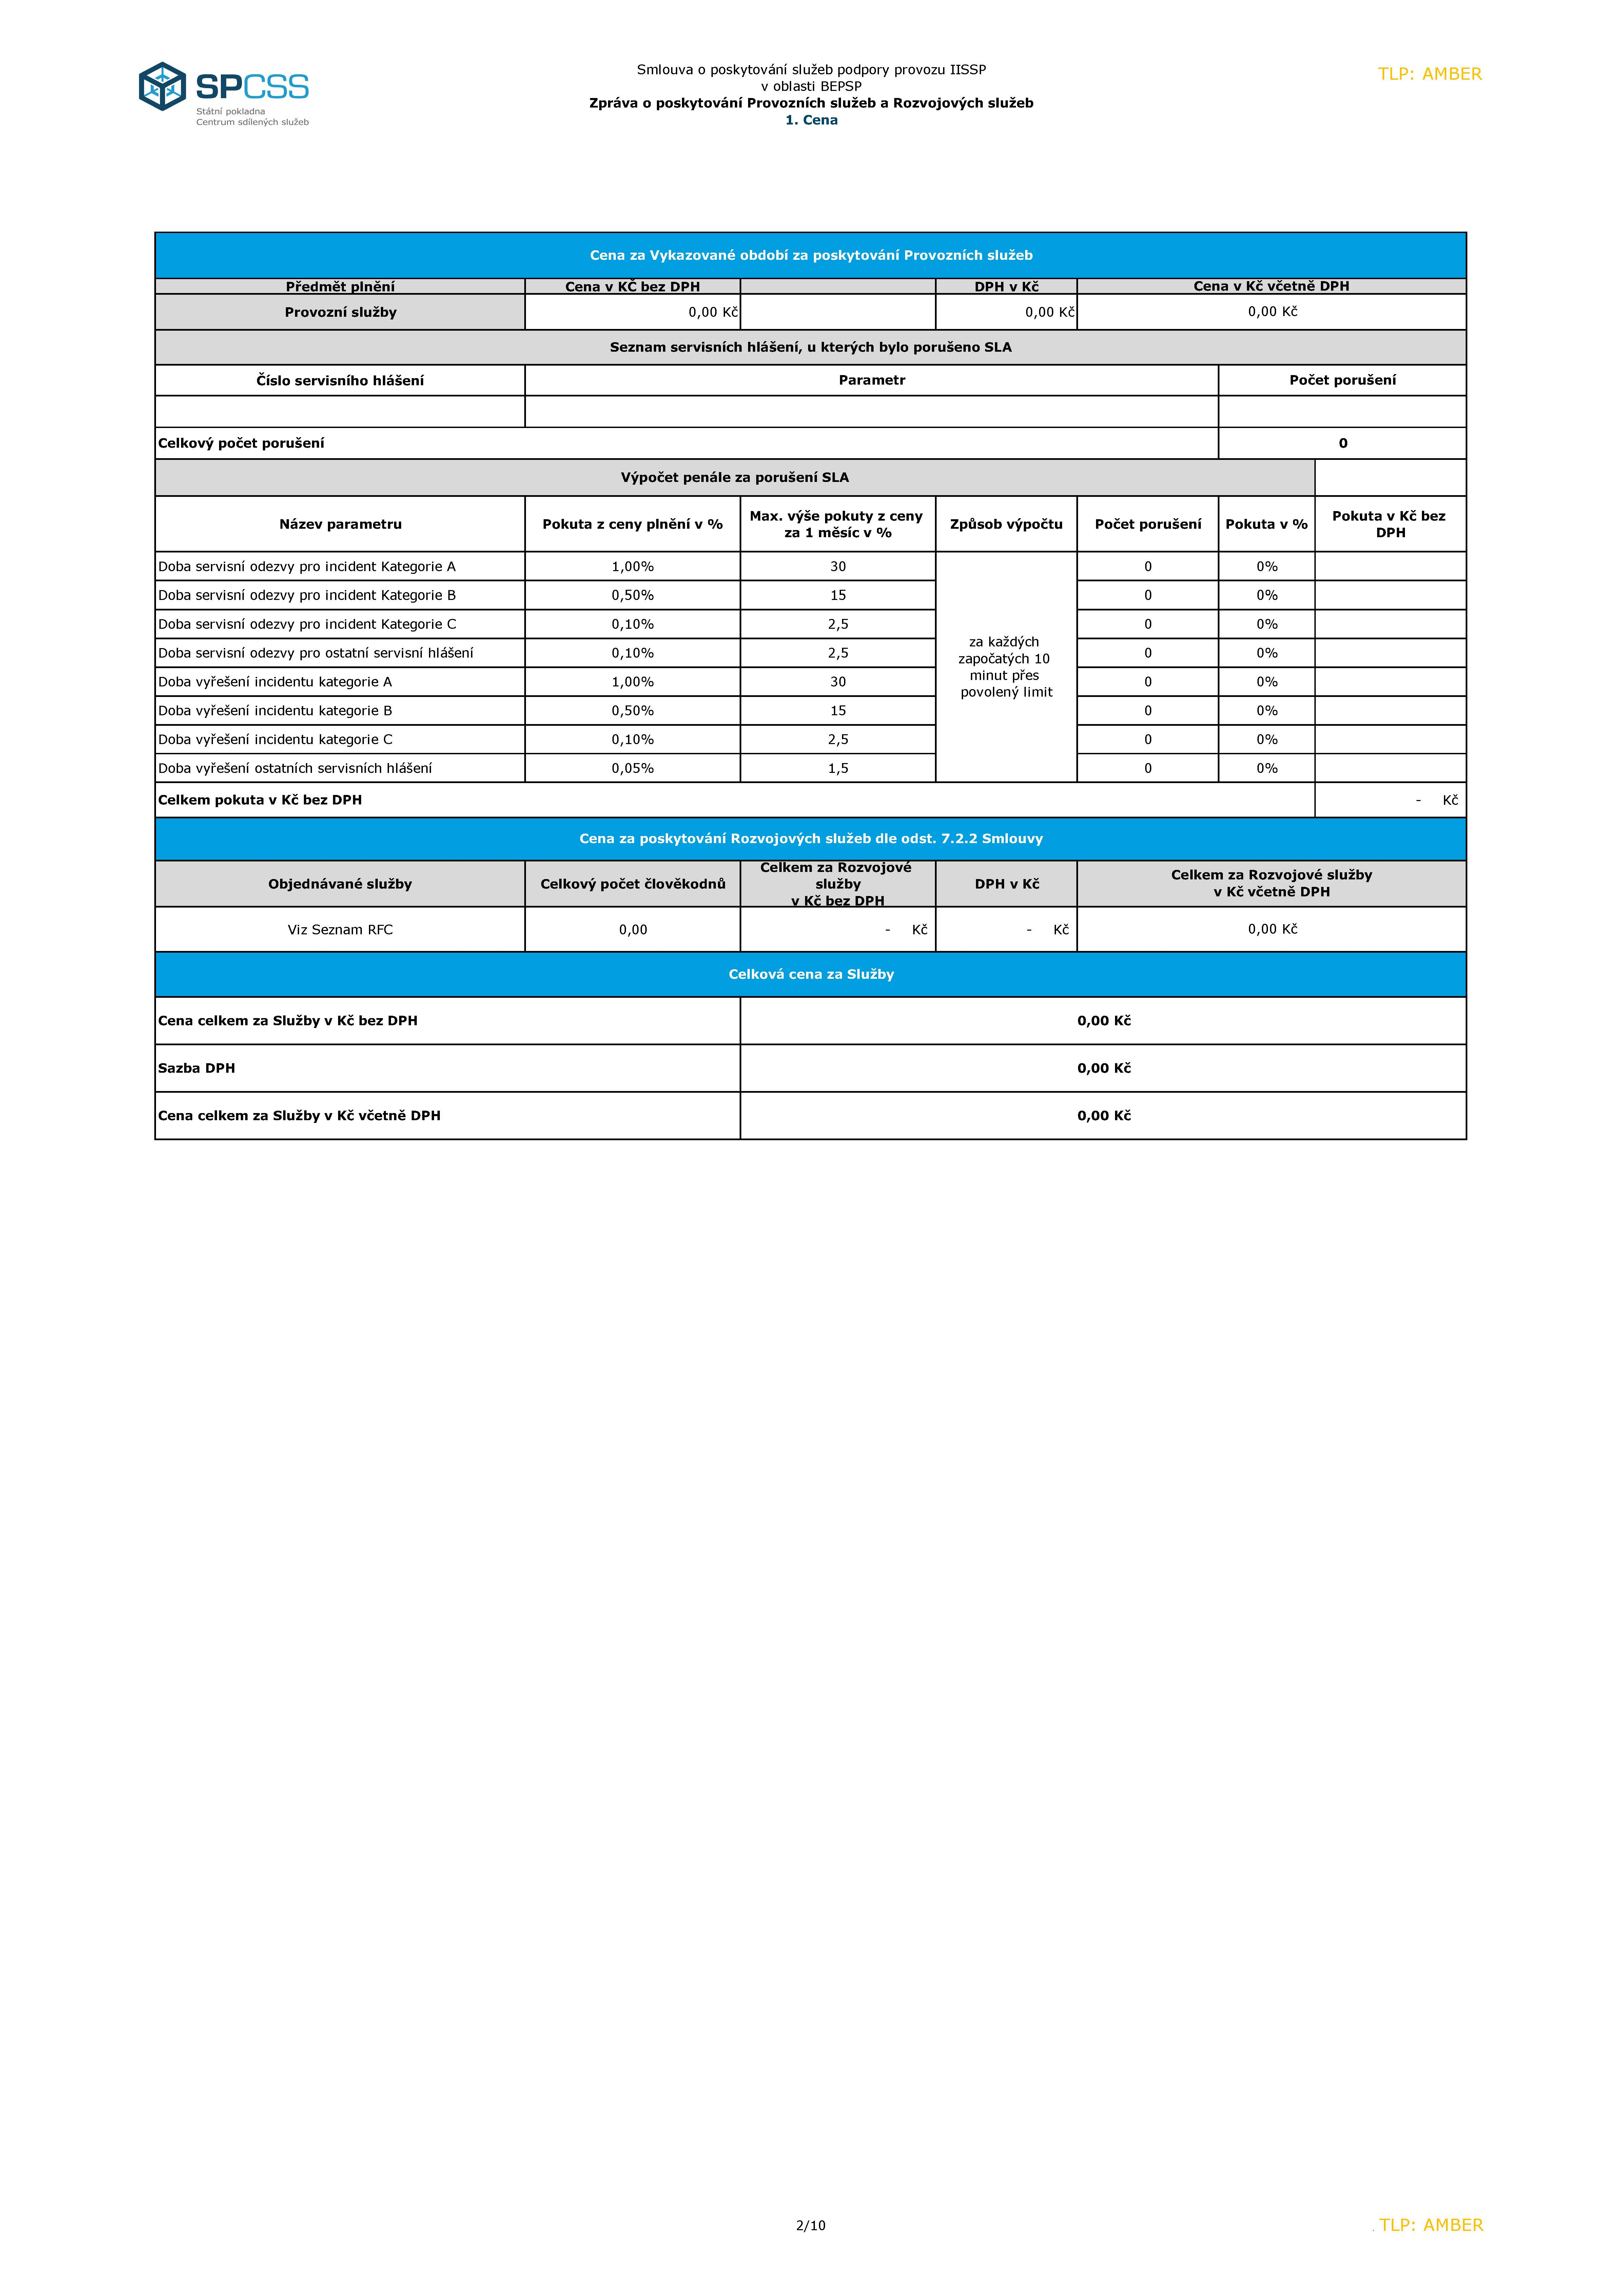 SPCSS
Státní pokladna
Centrum sdílených služeb
Smlouva o poskytování služeb podpory provozu IISSP
v oblasti BEPSP
Zpráva o poskytování Provozních služeb a Rozvojových služeb
1. Cena
TLP: AMBER
Cena za Vykazované období za poskytování Provozních služeb
Předmět plnění Cena v KČ bez DPH DPH v Kč Cena v Kč včetně DPH
Provozní služby 0,00 Kč 0,00 Kč 0,00 Kč
Seznam servisních hlášení, u kterých bylo porušeno SLA
Číslo servisního hlášení Parametr Počet porušení
Celkový počet porušení 0
Výpočet penále za porušení SLA
Název parametru Pokuta z ceny plnění v % Max. výše pokuty z ceny za 1 měsíc v % Způsob výpočtu Počet porušení Pokuta v % Pokuta v Kč bez DPH
Doba servisní odezvy pro incident Kategorie A 1,00% 30 0 0%
Doba servisní odezvy pro incident Kategorie B 0,50% 15 0 0%
Doba servisní odezvy pro incident Kategorie C 0,10% 2,5 0 0%
Doba servisní odezvy pro ostatní servisní hlášení 0,10% 2,5 0 0%
za každých
započatých 10
minut přes
povolený limit
Doba vyřešení incidentu kategorie A 1,00% 30 0 0%
Doba vyřešení incidentu kategorie B 0,50% 15 0 0%
Doba vyřešení incidentu kategorie C 0,10% 2,5 0 0%
Doba vyřešení ostatních servisních hlášení 0,05% 1,5 0 0%
Celkem pokuta v Kč bez DPH - Kč
Cena za poskytování Rozvojových služeb dle odst. 7.2.2 Smlouvy
Objednávané služby Celkový počet člověkodnů Celkem za Rozvojové služby v Kč bez DPH DPH v Kč Celkem za Rozvojové služby v Kč včetně DPH
Viz Seznam RFC 0,00 - Kč - Kč 0,00 Kč
Celková cena za Služby
Cena celkem za Služby v Kč bez DPH 0,00 Kč
Sazba DPH 0,00 Kč
Cena celkem za Služby v Kč včetně DPH 0,00 Kč
2/10
. TLP: AMBER